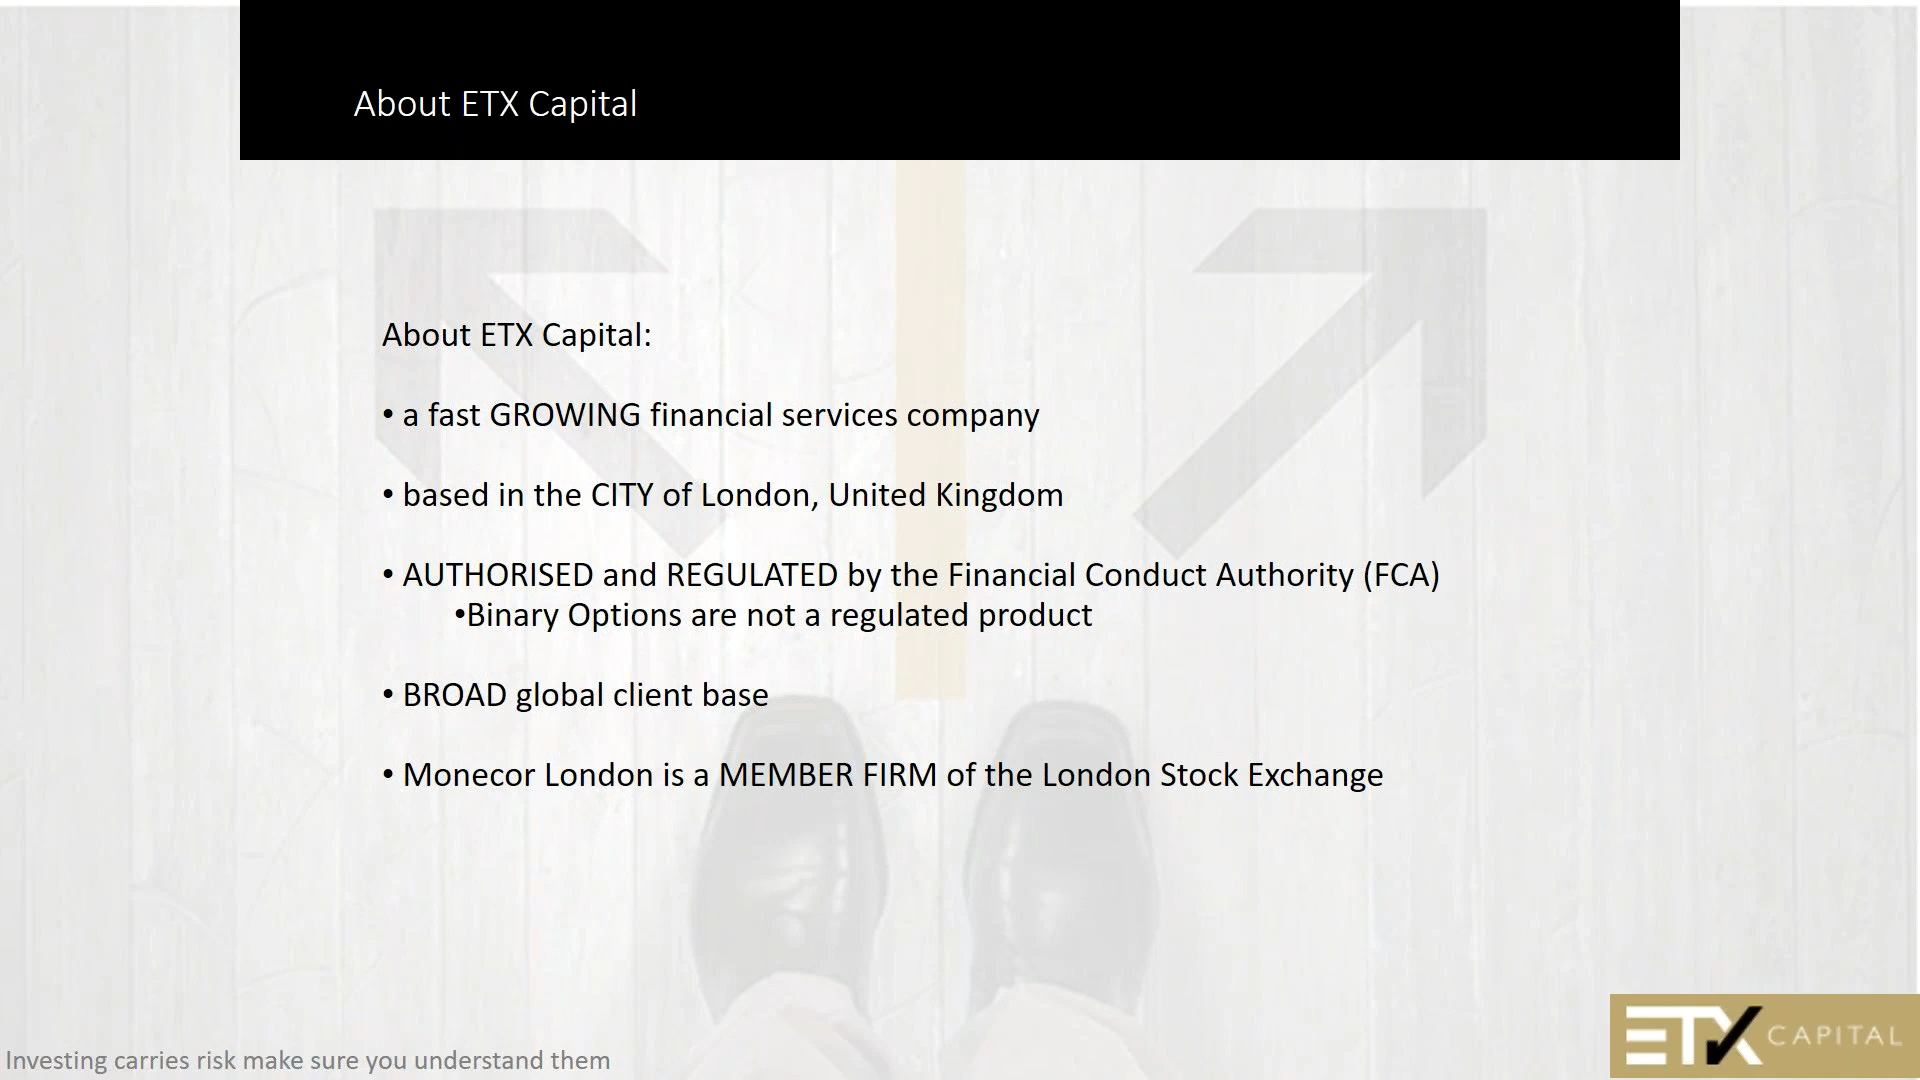 About ETX Capital
About ETX Capital:
• a fast GROWING financial services company
• based in the CITY of London, United Kingdom
• AUTHORISED and REGULATED by the Financial Conduct Authority (FCA)
•Binary Options are not a regulated product
• BROAD global client base
• Monecor London is a MEMBER FIRM of the London Stock Exchange
Investing carries risk make sure you understand them
ETX CAPITAL